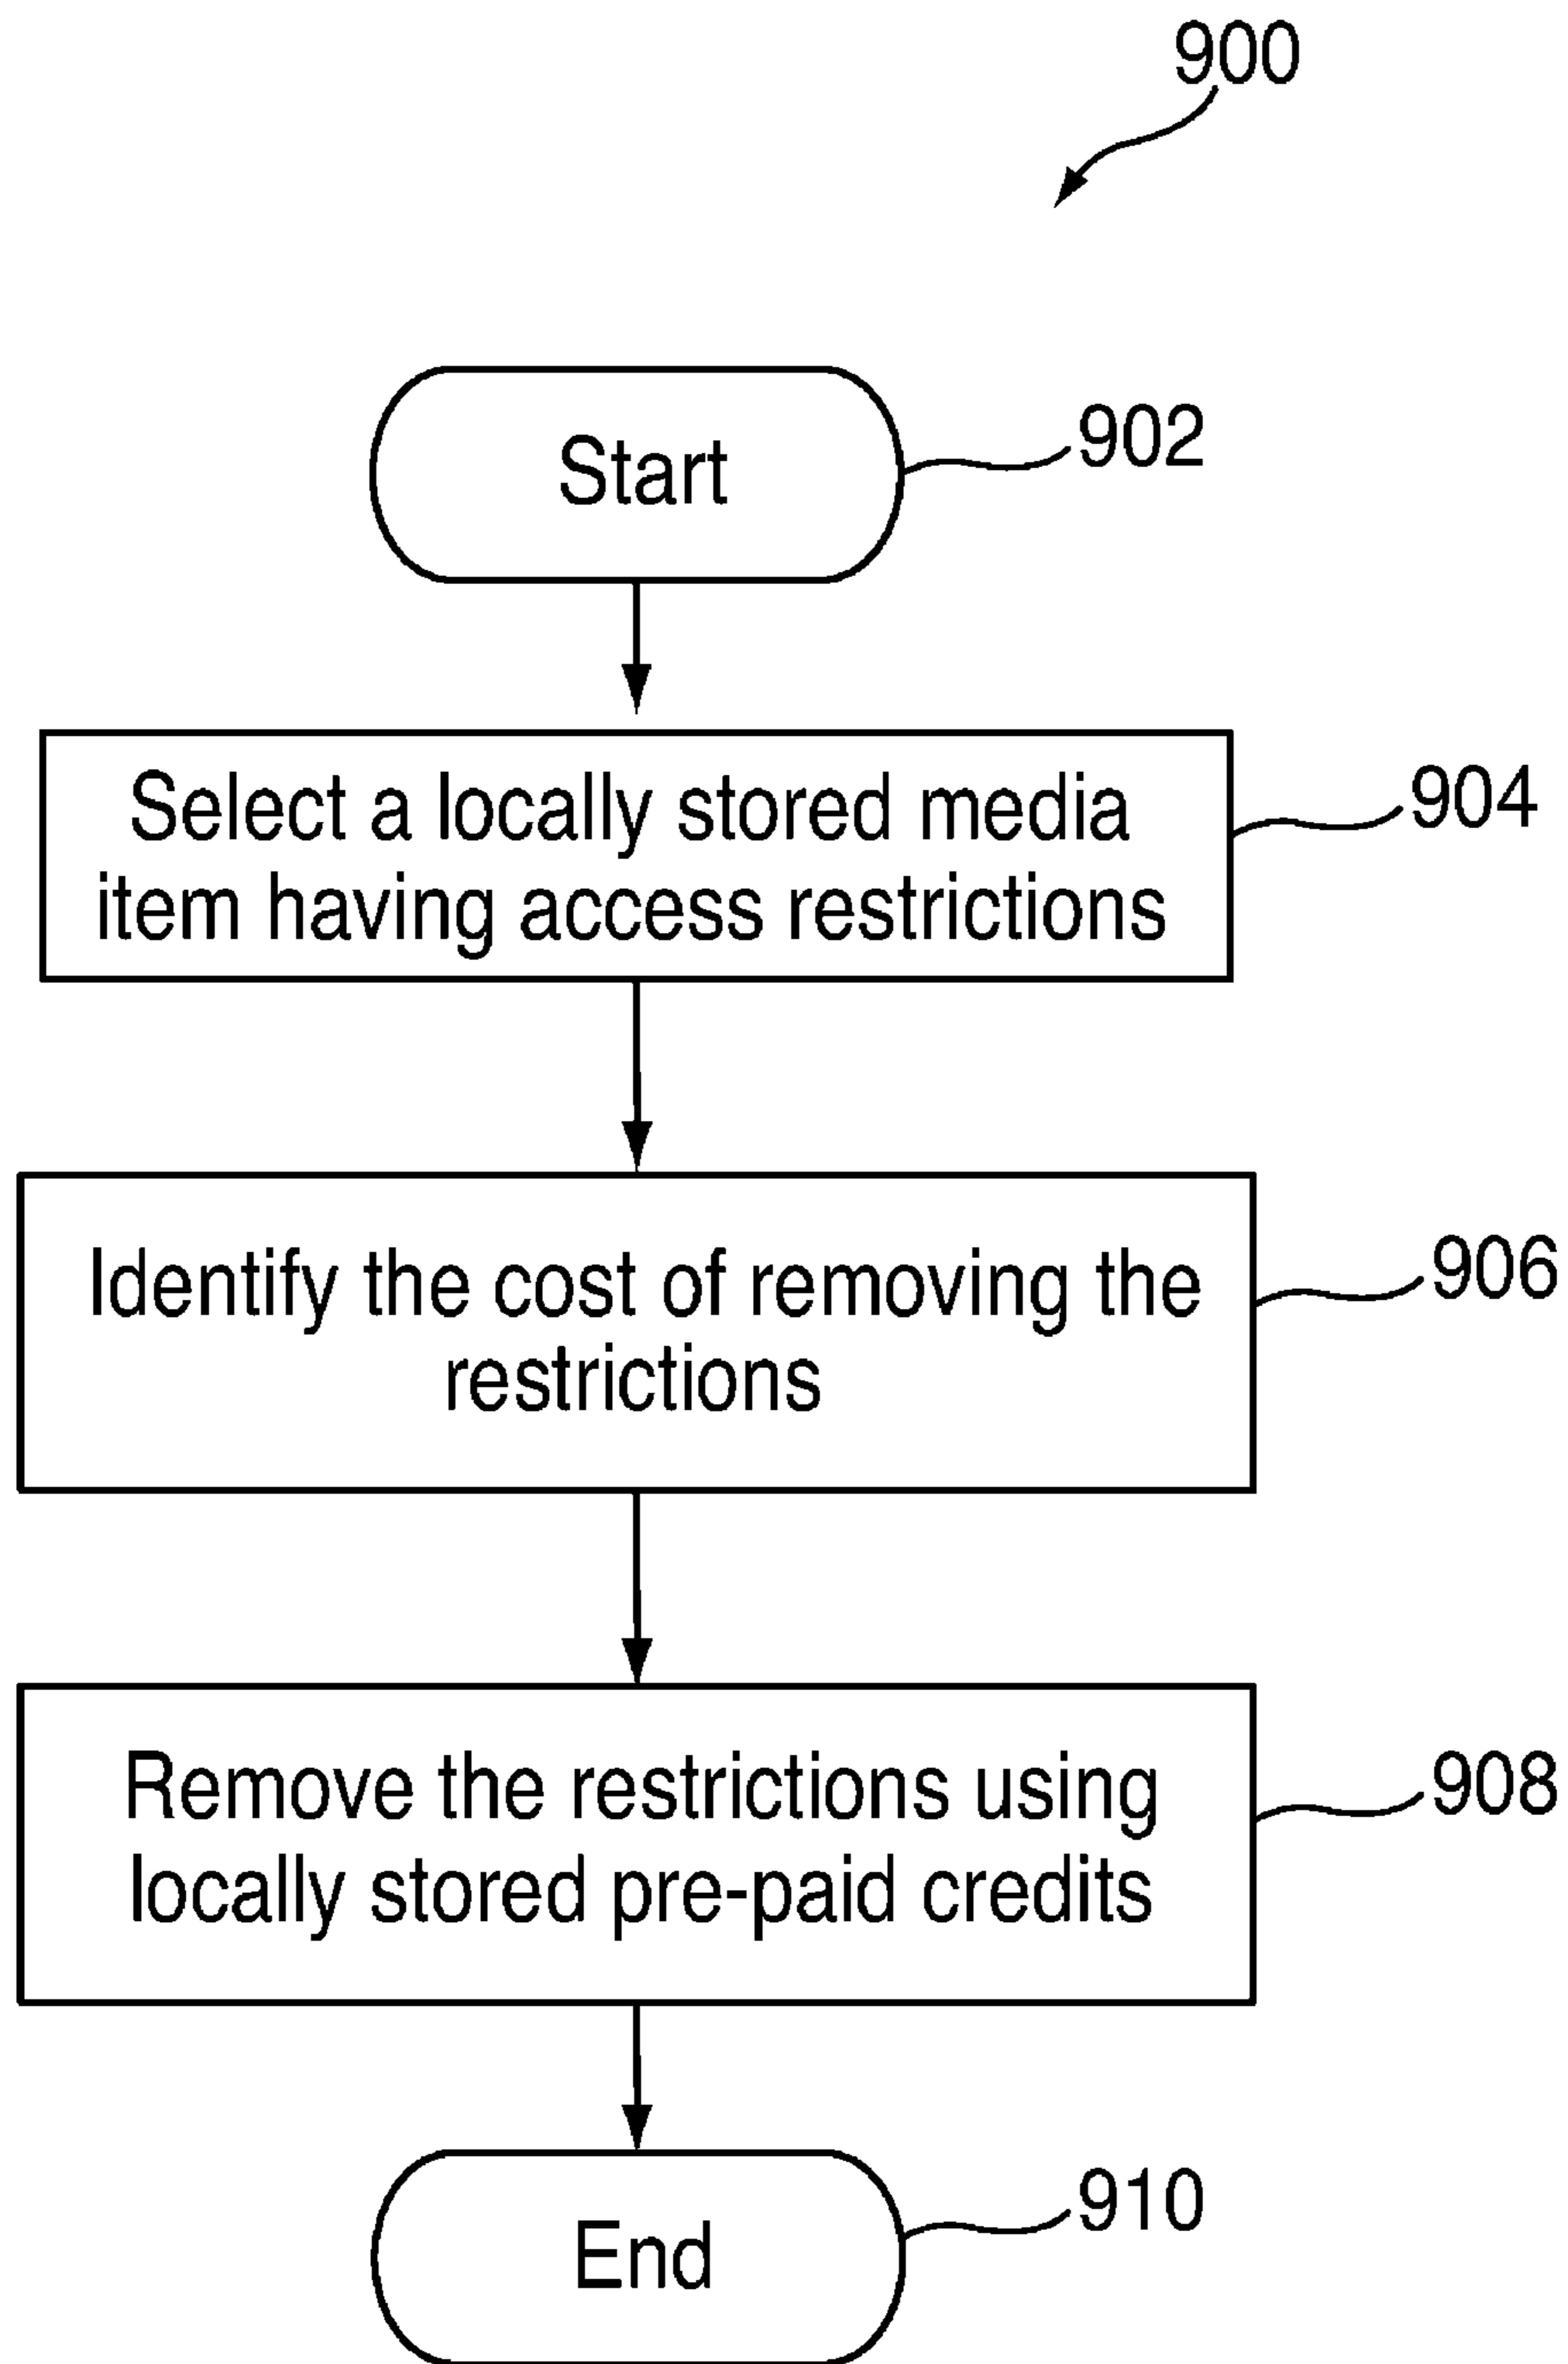 900
Start
902
Select a locally stored media
item having access restrictions
904
Identify the cost of removing the
restrictions
906
Remove the restrictions using
locally stored pre-paid credits
908
End
910